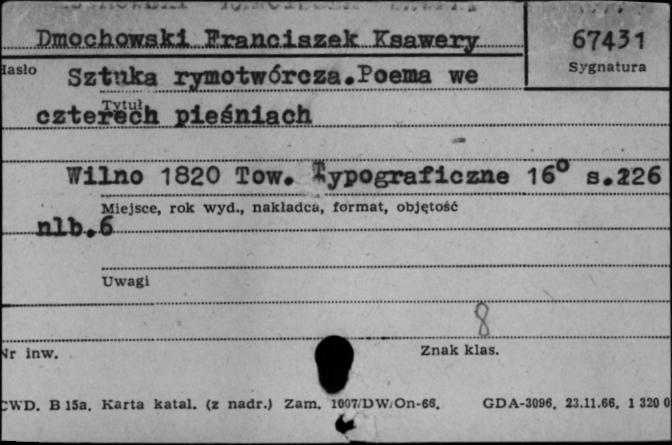 Dmochowski Franciszek Ksawery
67431
Hasło
Sygnatura
Sztuka rymotwórcza.Poema we
Tytuł
czterech pieśniach
Wilno 1820 Tow. Typograficzne 16° s.226
Miejsce, rok wyd., nakładca, format, objętość
nlb.6
Uwagi
8
Nr inw.
Znak klas.
CWD. B 15a. Karta katal. (z nadr.) Zam. 1007/DW/On-66. GDA-3096. 23.11.66. 1 320 0